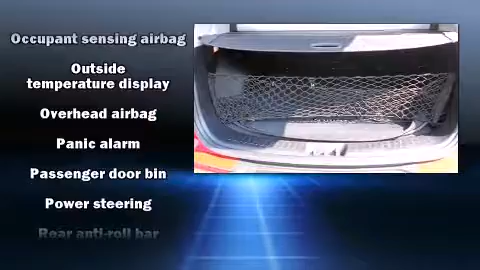 Occupant sensing airbag
Outside
temperature display
Overhead airbag
Panic alarm
Passenger door bin
Power steering
Rear anti-roll bar